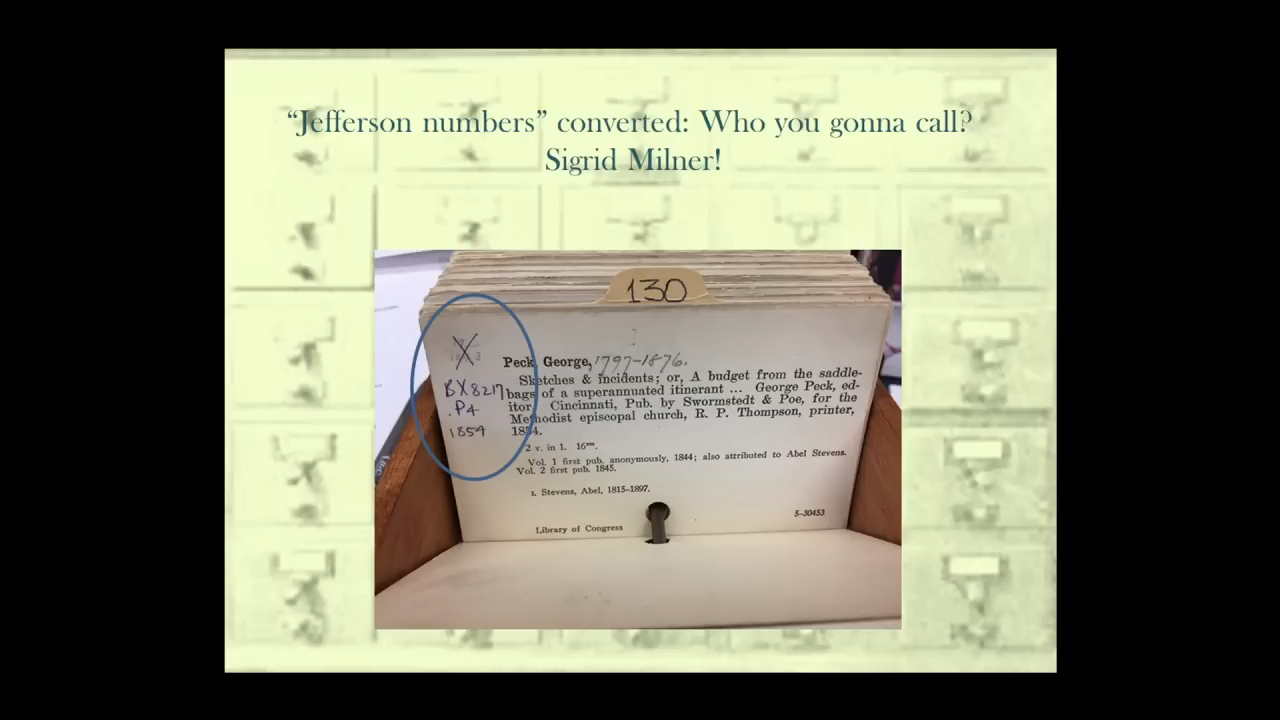 “Jefferson numbers” converted: Who you gonna call?
Sigrid Milner!
130
X
BX8217
.P4
1854
Peck, George, 1797-1876.
Sketches & incidents; or, A budget from the saddle-
bags of a superannuated itinerant ... George Peck, ed-
itor. Cincinnati, Pub. by Swormstedt & Poe, for the
Methodist episcopal church, R. P. Thompson, printer,
1854.
2 v. in 1. 16ᵐᵒ.
Vol. 1 first pub. anonymously, 1844; also attributed to Abel Stevens.
Vol. 2 first pub. 1845.
1. Stevens, Abel, 1815-1897.
5-30453
Library of Congress